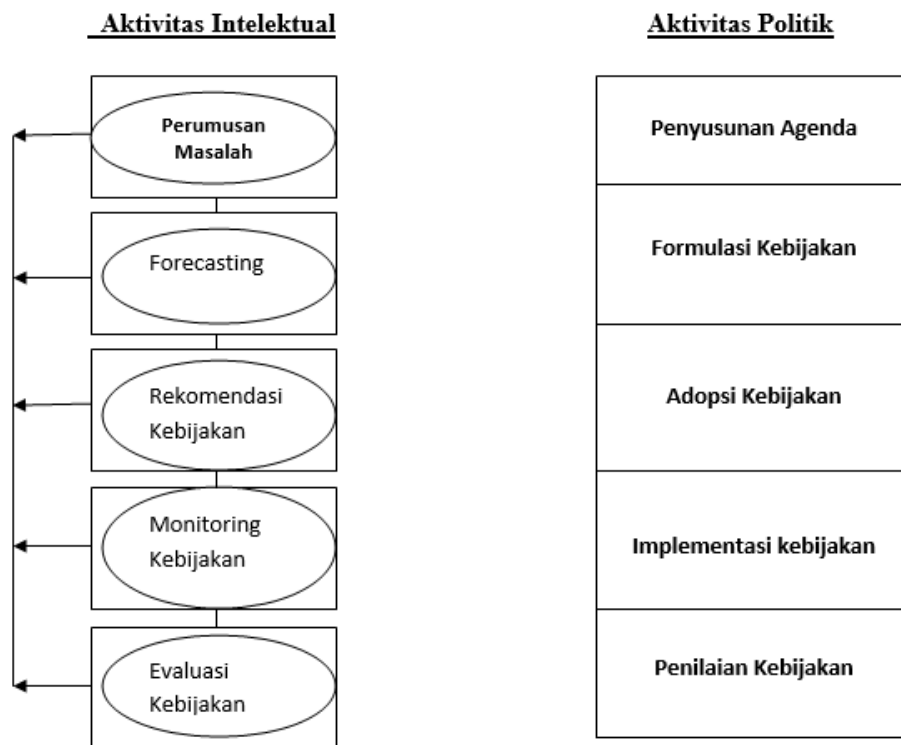 Aktivitas Intelektual
Aktivitas Politik
Perumusan
Masalah
Penyusunan Agenda
Forecasting
Formulasi Kebijakan
Rekomendasi
Kebijakan
Adopsi Kebijakan
Monitoring
Kebijakan
Implementasi kebijakan
Evaluasi
Kebijakan
Penilaian Kebijakan